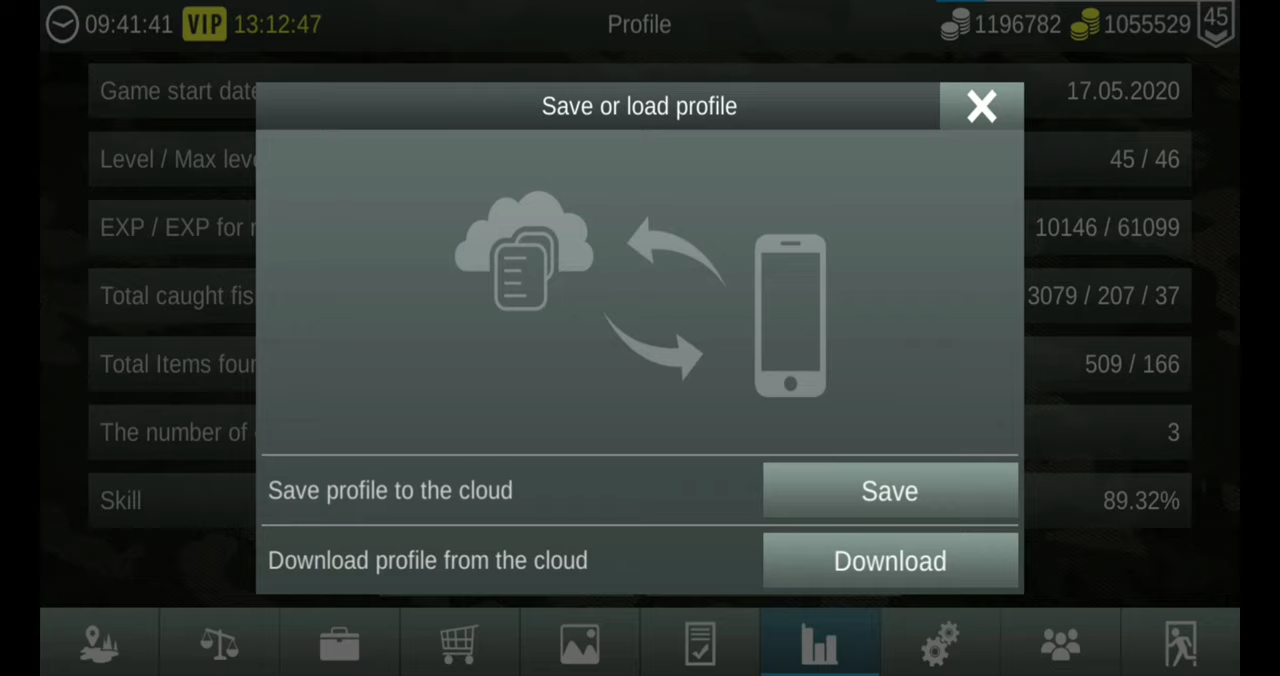 09:41:41 VIP 13:12:47 Profile 1196782 1055529 45
Game start date 17.05.2020
Save or load profile
Level / Max 45 / 46
EXP / EXP for 10146 / 61099
Total caught 3079 / 207 / 37
Total Items 509 / 166
The number of 3
Save profile to the cloud Save
Skill 89.32%
Download profile from the cloud Download